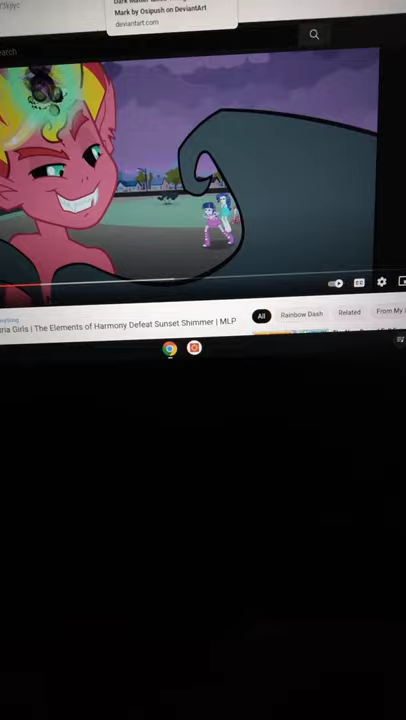 Mark by Osipush on DeviantArt
deviantart.com
earch
ria Girls | The Elements of Harmony Defeat Sunset Shimmer | MLP
All
Rainbow Dash
Related
From My